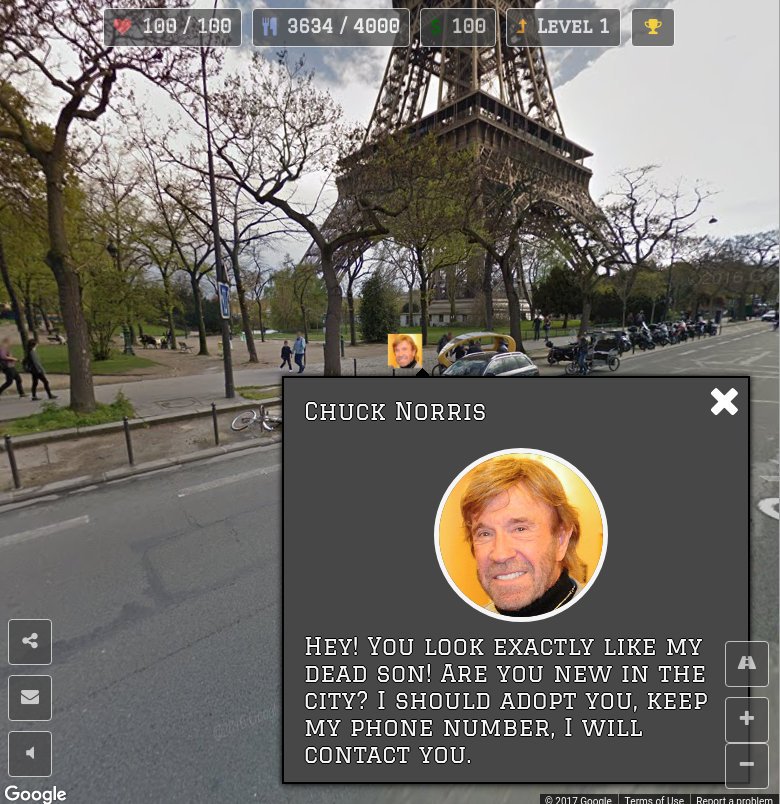 100 / 100
3634 / 4000
100
Level 1
Chuck Norris
Hey! You look exactly like my
dead son! Are you new in the
city? I should adopt you, keep
my phone number, I will
contact you.
Google
© 2017 Google
Terms of Use
Report a problem